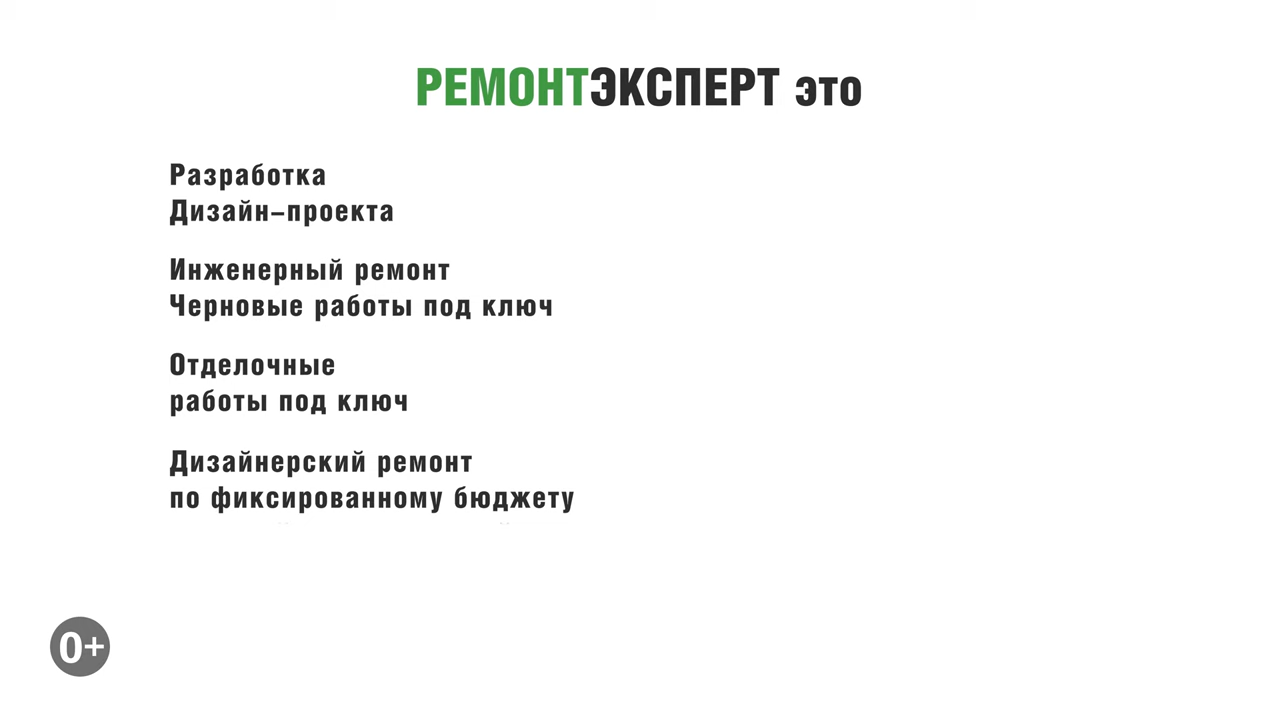 РЕМОНТЭКСПЕРТ это
Разработка
Дизайн–проекта
Инженерный ремонт
Черновые работы под ключ
Отделочные
работы под ключ
Дизайнерский ремонт
по фиксированному бюджету
0+